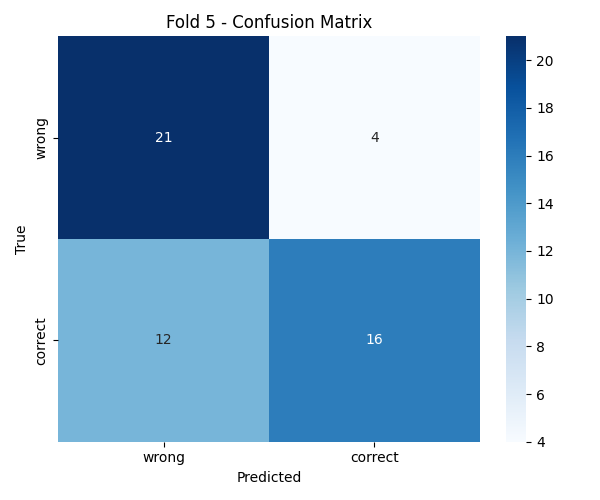 Fold 5 - Confusion Matrix
wrong
correct
True
21
4
12
16
wrong
correct
Predicted
20
18
16
14
12
10
8
6
4